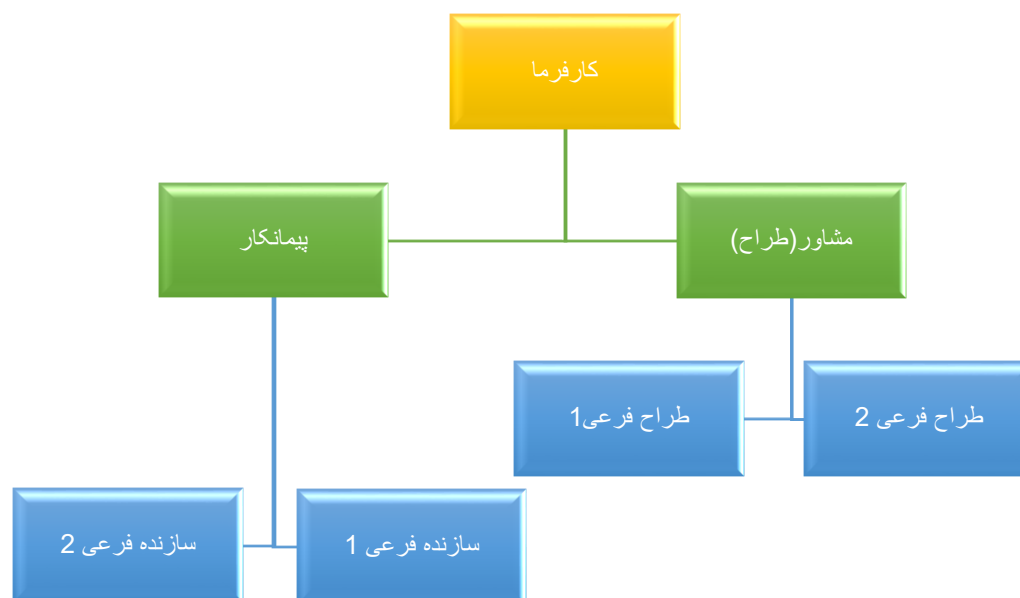 کارفرما
مشاور(طراح)
پیمانکار
طراح فرعی 2
طراح فرعی1
سازنده فرعی 1
سازنده فرعی 2